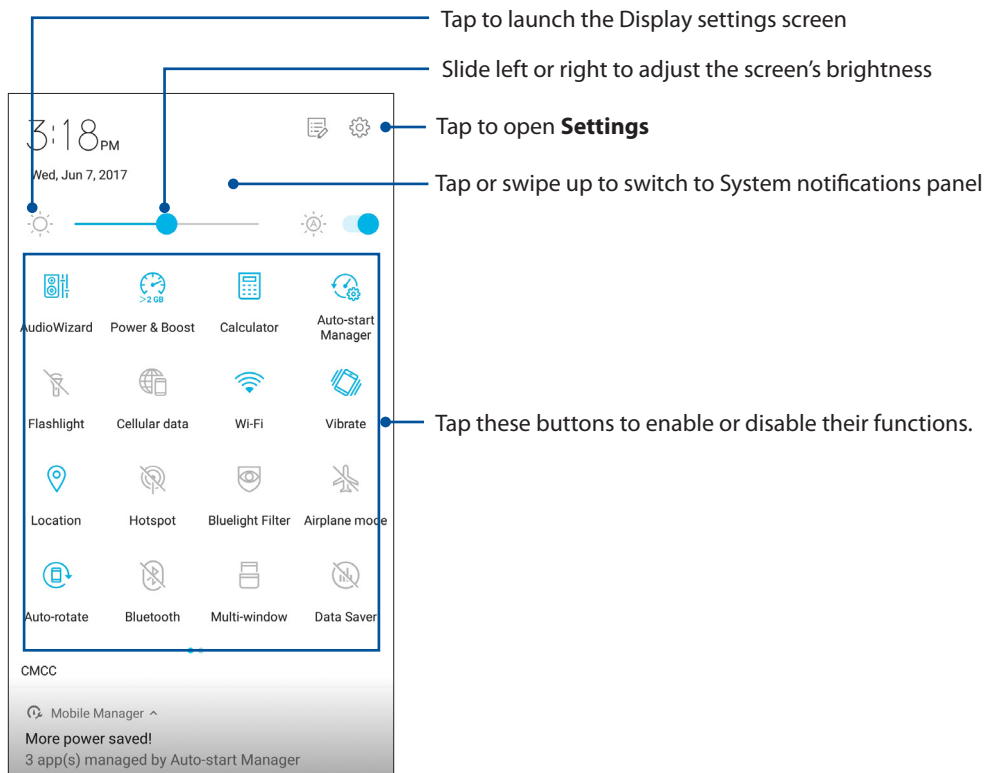 Tap to launch the Display settings screen
Slide left or right to adjust the screen's brightness
3:18 PM
Tap to open Settings
Wed, Jun 7, 2017
Tap or swipe up to switch to System notifications panel
A
>2 GB
AudioWizard Power & Boost Calculator Auto-start Manager
Flashlight Cellular data Wi-Fi Vibrate
Tap these buttons to enable or disable their functions.
Location Hotspot Bluelight Filter Airplane mode
Auto-rotate Bluetooth Multi-window Data Saver
CMCC
Mobile Manager
More power saved!
3 app(s) managed by Auto-start Manager